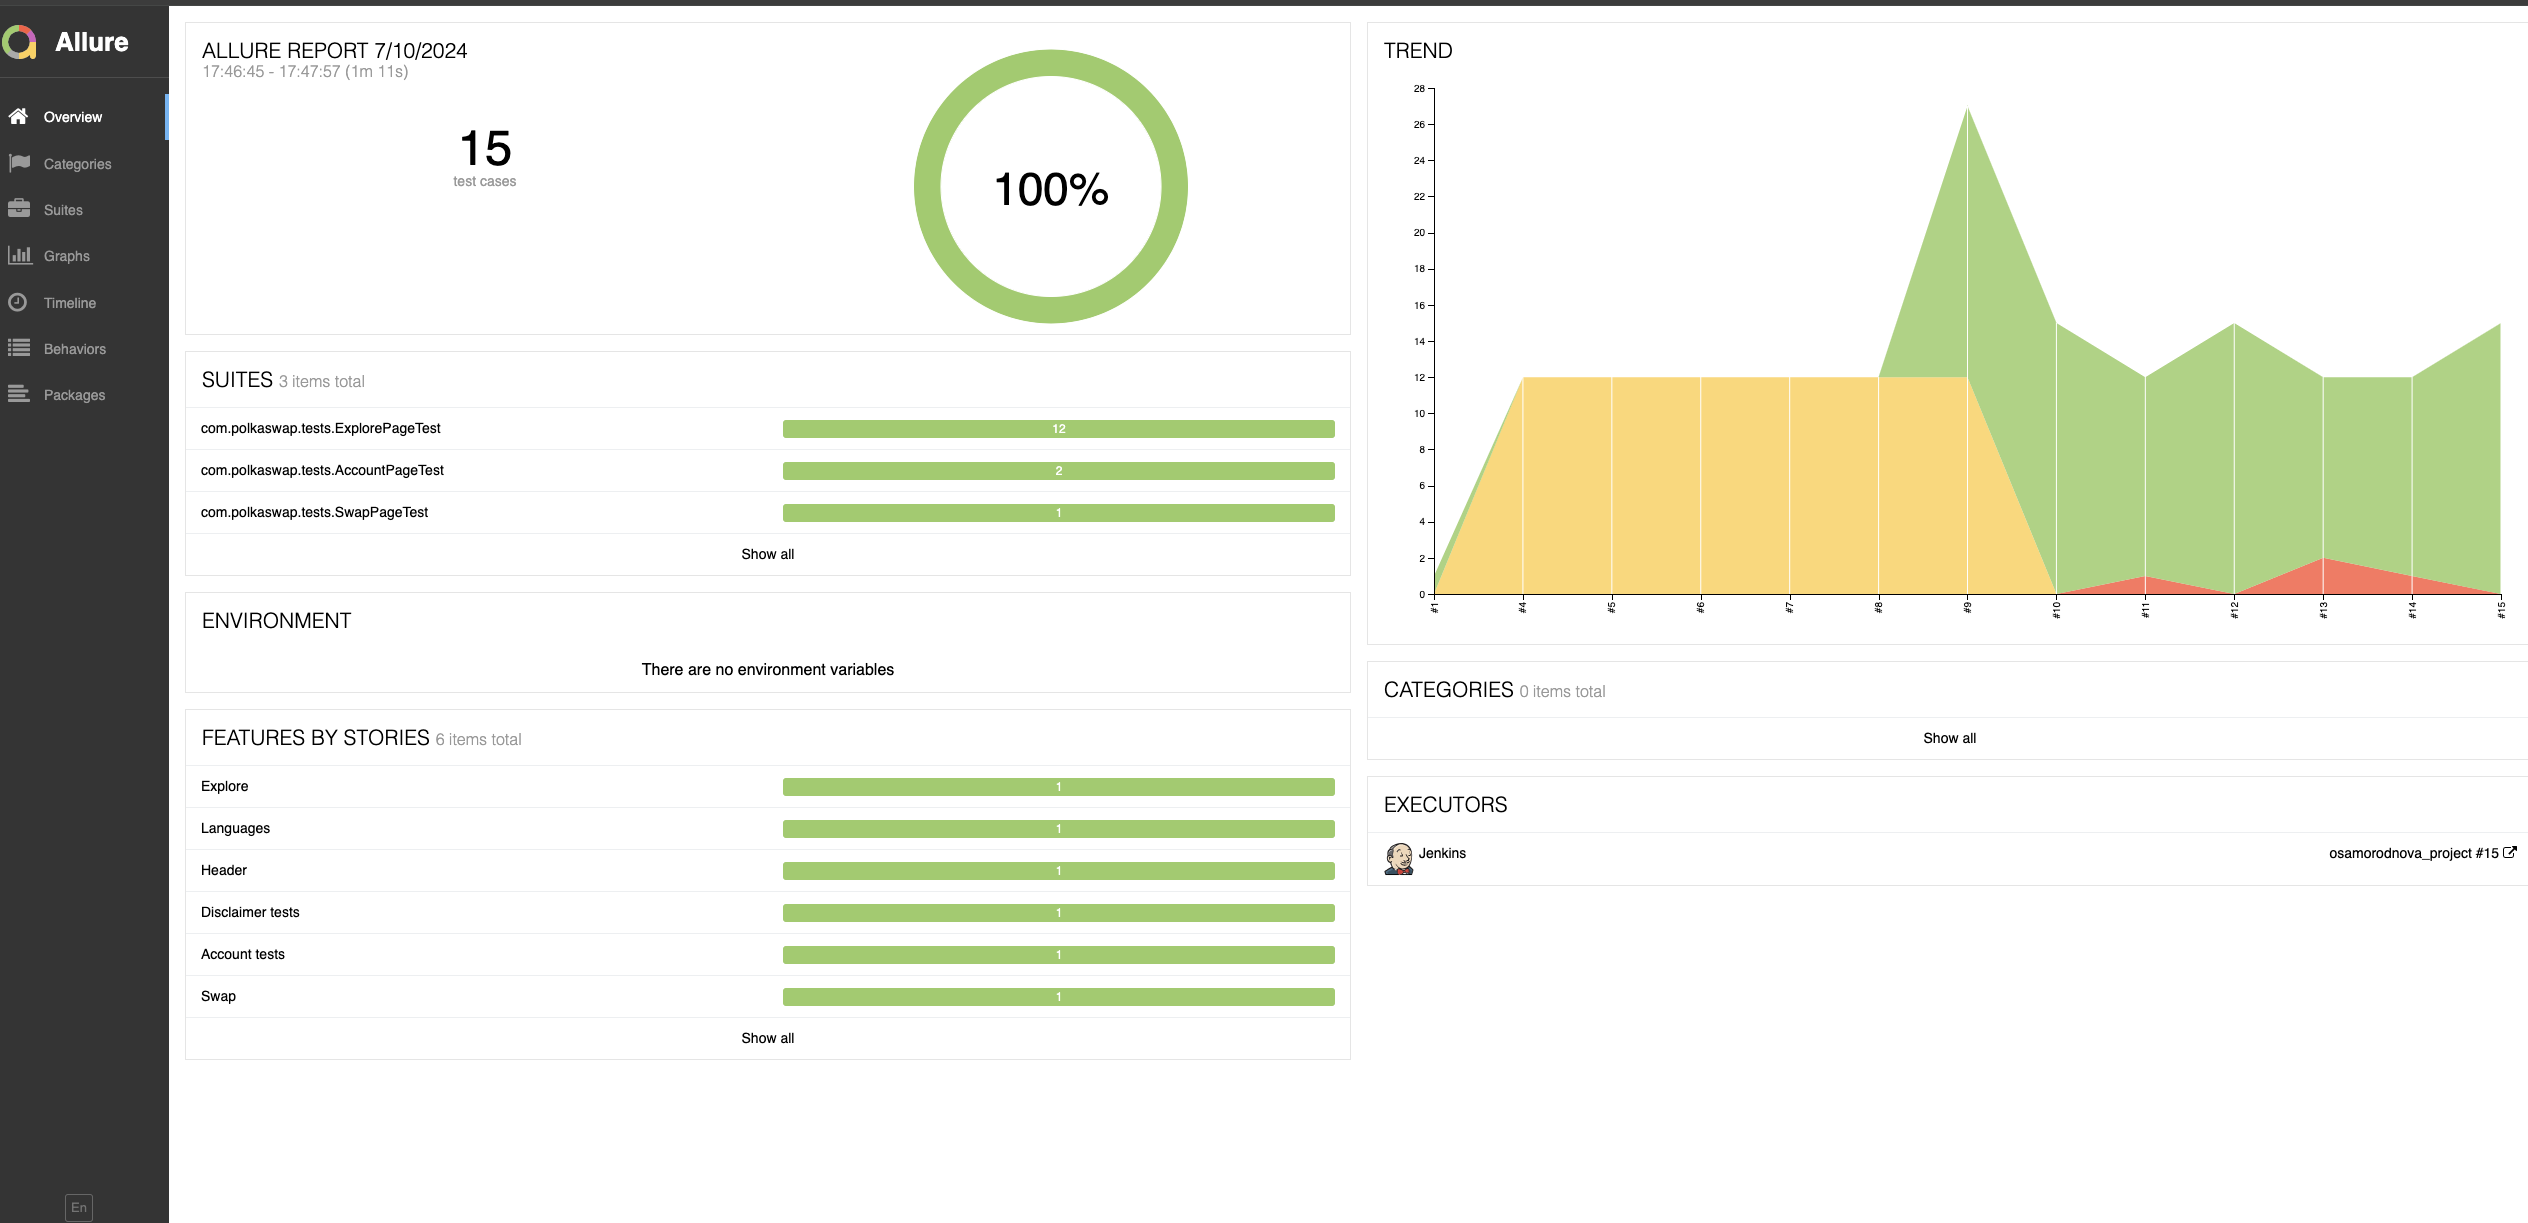 Allure
Overview
Categories
Suites
Graphs
Timeline
Behaviors
Packages
En
ALLURE REPORT 7/10/2024
17:46:45 - 17:47:57 (1m 11s)
15
test cases
100%
SUITES 3 items total
com.polkaswap.tests.ExplorePageTest 12
com.polkaswap.tests.AccountPageTest 2
com.polkaswap.tests.SwapPageTest 1
Show all
ENVIRONMENT
There are no environment variables
FEATURES BY STORIES 6 items total
Explore 1
Languages 1
Header 1
Disclaimer tests 1
Account tests 1
Swap 1
Show all
TREND
28
26
24
22
20
18
16
14
12
10
8
6
4
2
0
#1 #4 #5 #6 #7 #8 #9 #10 #11 #12 #13 #14 #15
CATEGORIES 0 items total
Show all
EXECUTORS
Jenkins osamorodnova_project #15